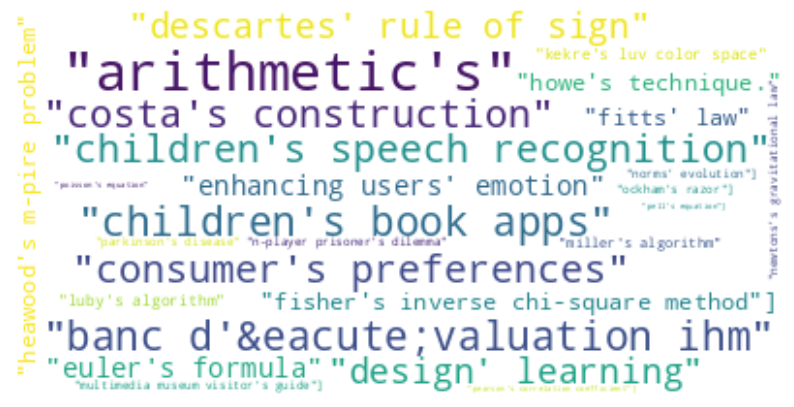 "descartes' rule of sign"
"kekre's luv color space"
"arithmetic's"
"howe's technique."
"costa's construction"
"fitts' law"
"children's speech recognition"
"norms' evolution"]
"poisson's equation"
"enhancing users' emotion"
"ockham's razor"]
"pell's equation"]
"children's book apps"
"parkinson's disease"
"n-player prisoner's dilemma"
"miller's algorithm"
"consumer's preferences"
"luby's algorithm"
"fisher's inverse chi-square method"]
"banc d'&eacute;valuation ihm"
"euler's formula"
"design' learning"
"multimedia museum visitor's guide"]
"pearson's correlation coefficient"]
"heawood's m-pire problem"
"newtons's gravitational law"